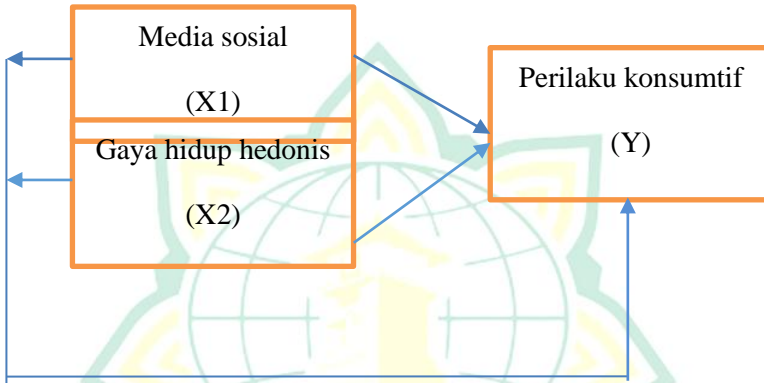 Media sosial
(X1)
Gaya hidup hedonis
(X2)
Perilaku konsumtif
(Y)